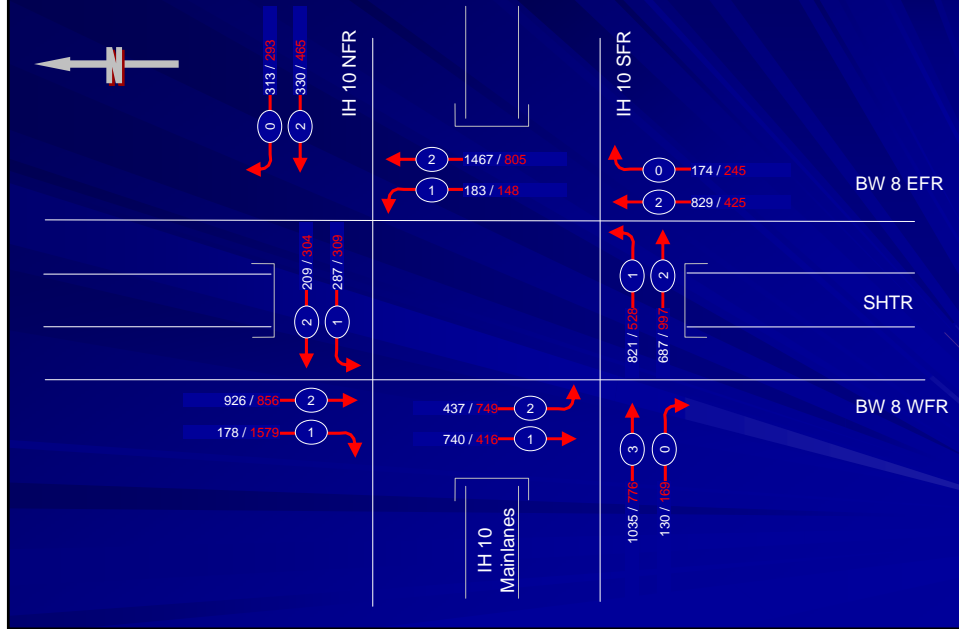 N
313 / 293
0
330 / 465
2
IH 10 NFR
IH 10 SFR
2
1467 / 805
1
183 / 148
0
174 / 245
2
829 / 425
BW 8 EFR
209 / 304
2
287 / 309
1
1
821 / 528
2
687 / 997
SHTR
926 / 856
2
178 / 1579
1
437 / 749
2
740 / 416
1
3
1035 / 776
0
130 / 169
BW 8 WFR
IH 10
Mainlanes